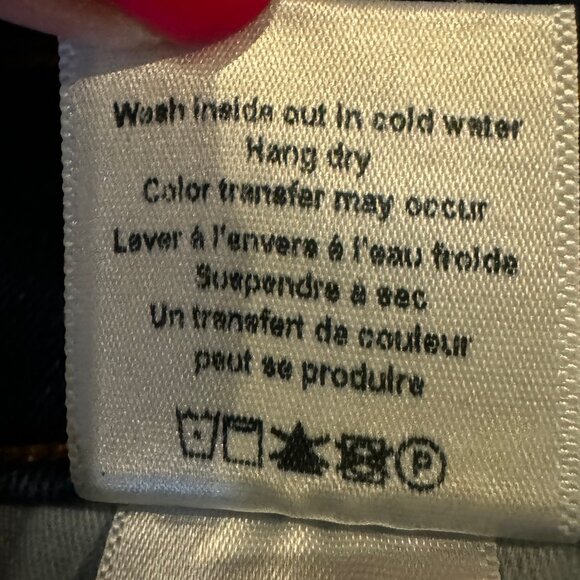 Wash inside out in cold water
Hang dry
Color transfer may occur
Laver à l'envers à l'eau froide
Suspendre à sec
Un transfert de couleur
peut se produire
P